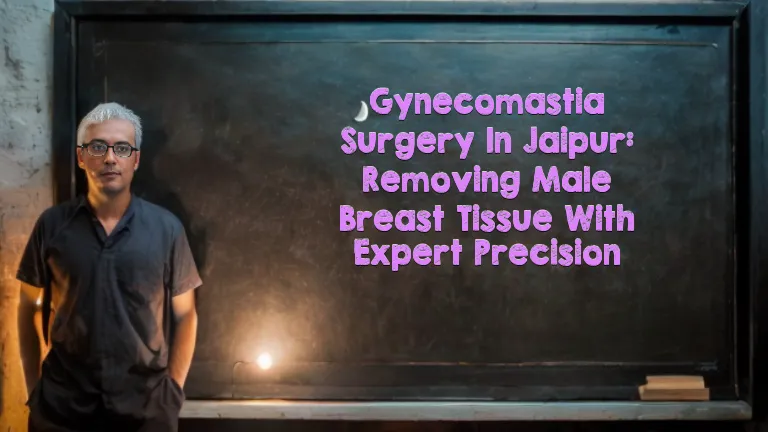 Gynecomastia
Surgery In Jaipur:
Removing Male
Breast Tissue With
Expert Precision